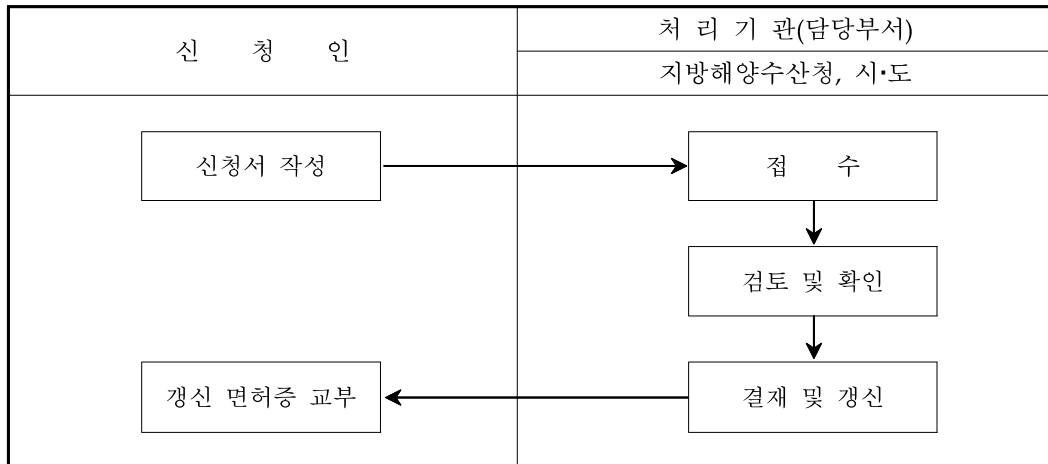 신 청 인
처 리 기 관(담당부서)
지방해양수산청, 시·도
신청서 작성
접 수
검토 및 확인
갱신 면허증 교부
결재 및 갱신